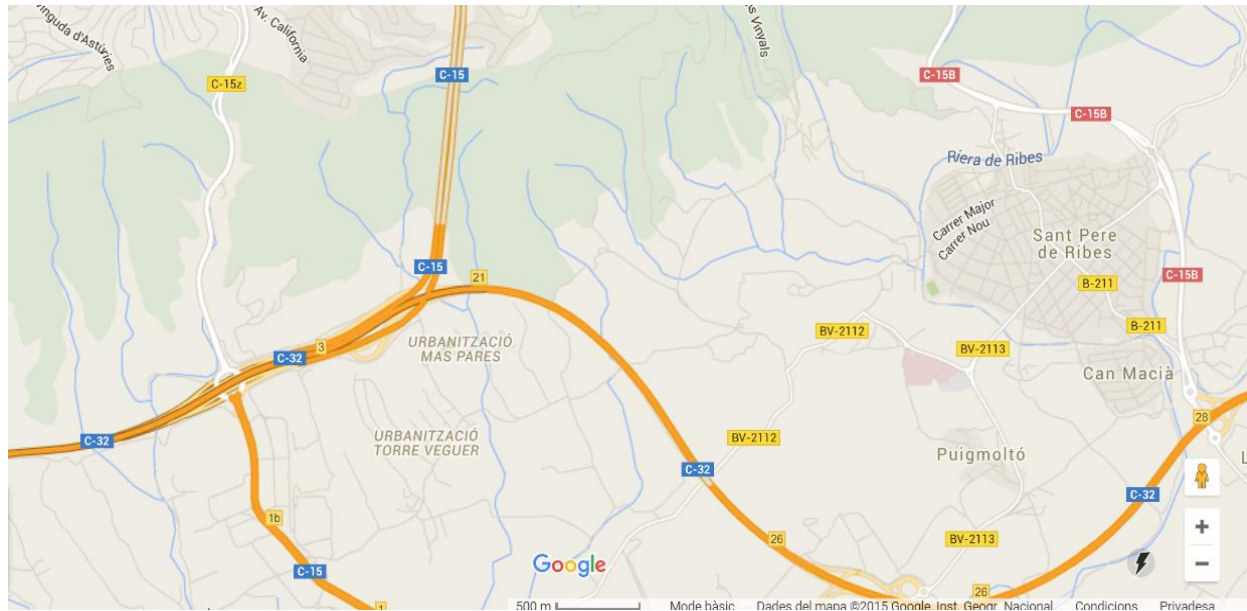 inguda d'Astúries
Av. California
s Vinyals
C-15z
C-15
C-15B
C-15B
Riera de Ribes
Carrer Major
Carrer Nou
Sant Pere
de Ribes
C-15
21
C-15B
B-211
B-211
BV-2112
BV-2113
3
C-32
URBANITZACIÓ
MAS PARES
Can Macià
28
C-32
URBANITZACIÓ
TORRE VEGUER
BV-2112
Puigmoltó
L
C-32
C-32
1b
26
BV-2113
+
Google
C-15
−
26
1
500 m
Mode bàsic
Dades del mapa ©2015 Google, Inst. Geogr. Nacional
Condicions
Privadesa